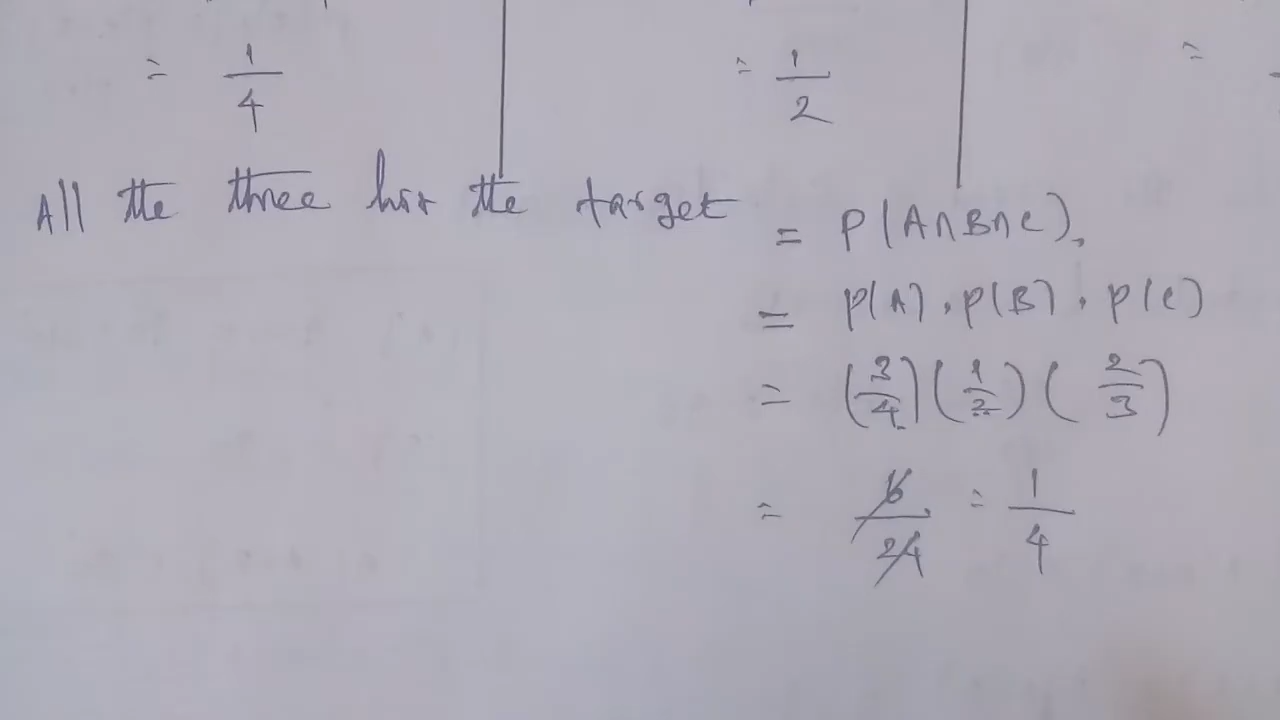 = 1/4 = 1/2 =
All the three hit the target = P(A∩B∩C).
= P(A) . P(B) . P(C)
= (3/4) (1/2) (2/3)
= 6/24 = 1/4